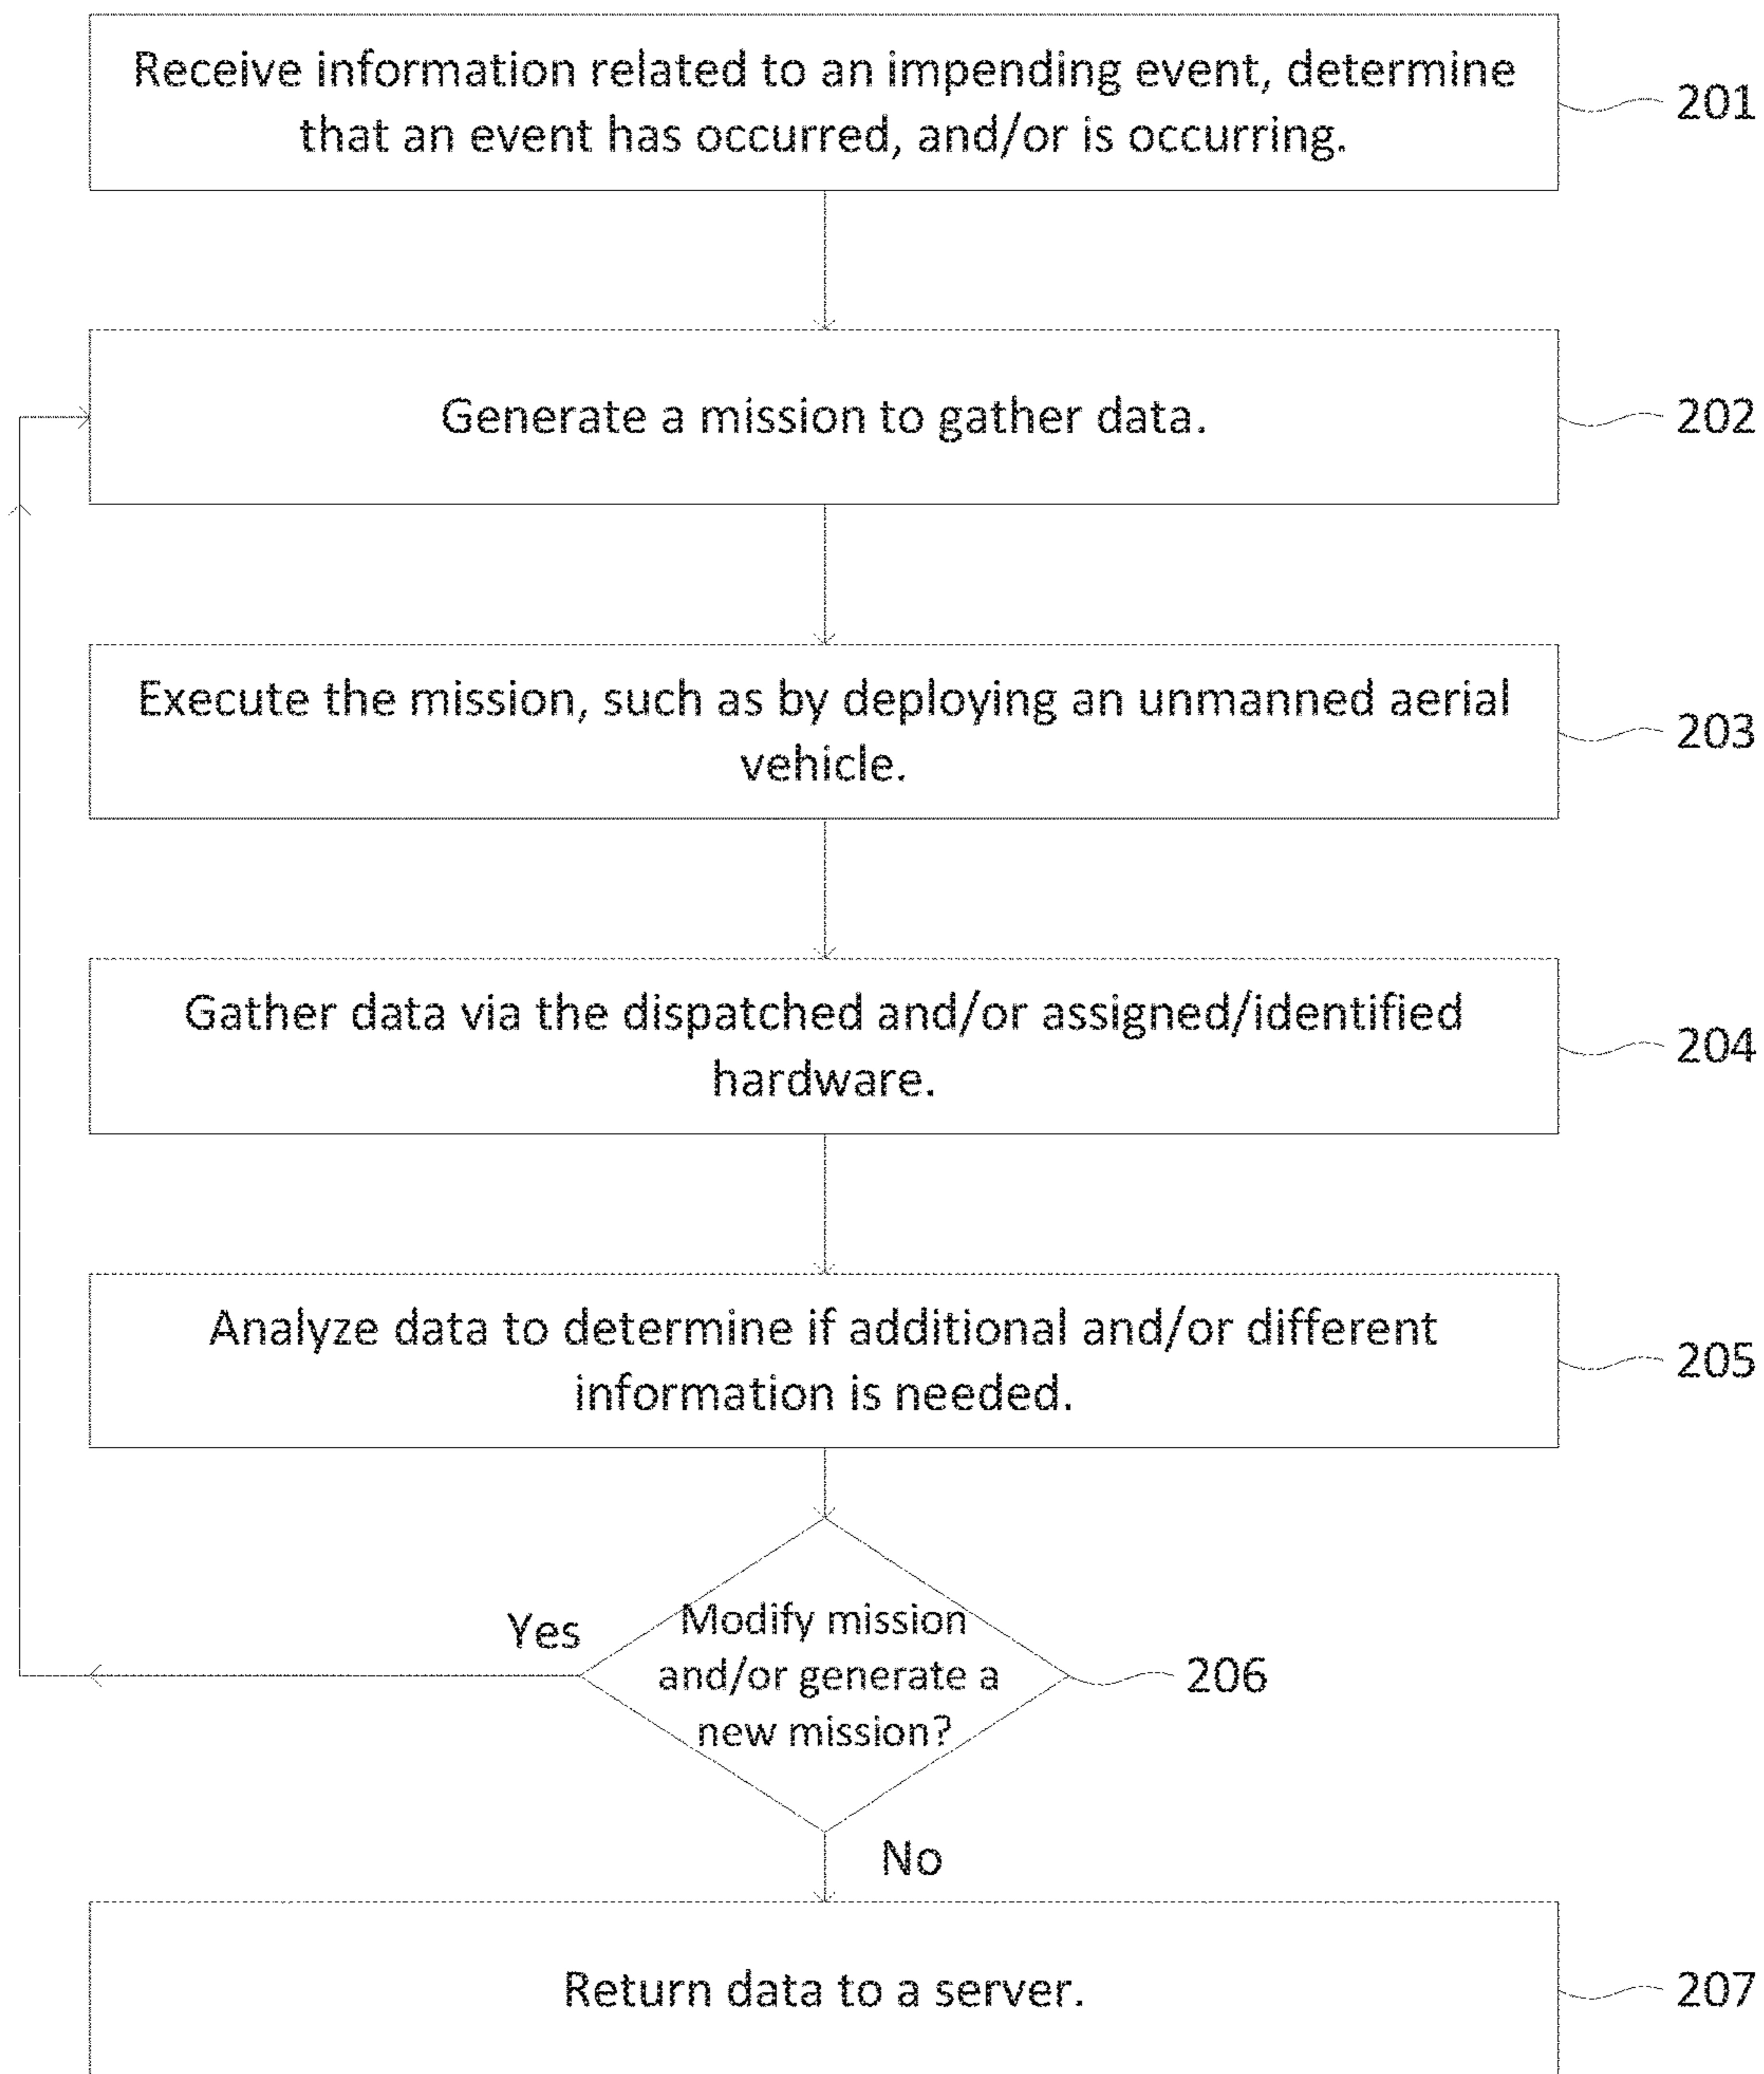 Receive information related to an impending event, determine
that an event has occurred, and/or is occurring.
201
Generate a mission to gather data.
202
Execute the mission, such as by deploying an unmanned aerial
vehicle.
203
Gather data via the dispatched and/or assigned/identified
hardware.
204
Analyze data to determine if additional and/or different
information is needed.
205
Yes
Modify mission
and/or generate a
new mission?
206
No
Return data to a server.
207